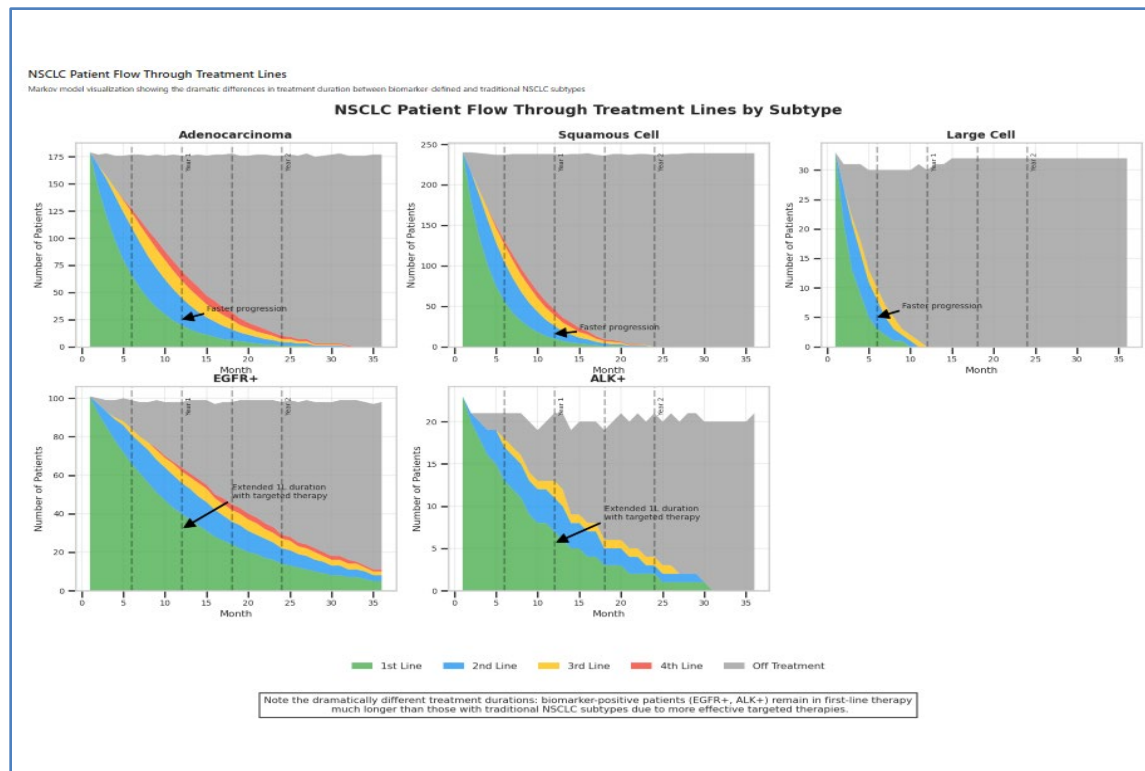 NSCLC Patient Flow Through Treatment Lines
Markov model visualization showing the dramatic differences in treatment duration between biomarker-defined and traditional NSCLC subtypes
NSCLC Patient Flow Through Treatment Lines by Subtype
Adenocarcinoma
Number of Patients
175
150
125
100
75
50
25
0
Year 1
Year 2
Faster progression
0 5 10 15 20 25 30 35
Month
Squamous Cell
Number of Patients
250
200
150
100
50
0
Year 1
Year 2
Faster progression
0 5 10 15 20 25 30 35
Month
Large Cell
Number of Patients
30
25
20
15
10
5
0
Year 1
Year 2
Faster progression
0 5 10 15 20 25 30 35
Month
EGFR+
Number of Patients
100
80
60
40
20
0
Year 1
Year 2
Extended 1L duration
with targeted therapy
0 5 10 15 20 25 30 35
Month
ALK+
Number of Patients
20
15
10
5
0
Year 1
Year 2
Extended 1L duration
with targeted therapy
0 5 10 15 20 25 30 35
Month
1st Line 2nd Line 3rd Line 4th Line Off Treatment
Note the dramatically different treatment durations: biomarker-positive patients (EGFR+, ALK+) remain in first-line therapy
much longer than those with traditional NSCLC subtypes due to more effective targeted therapies.